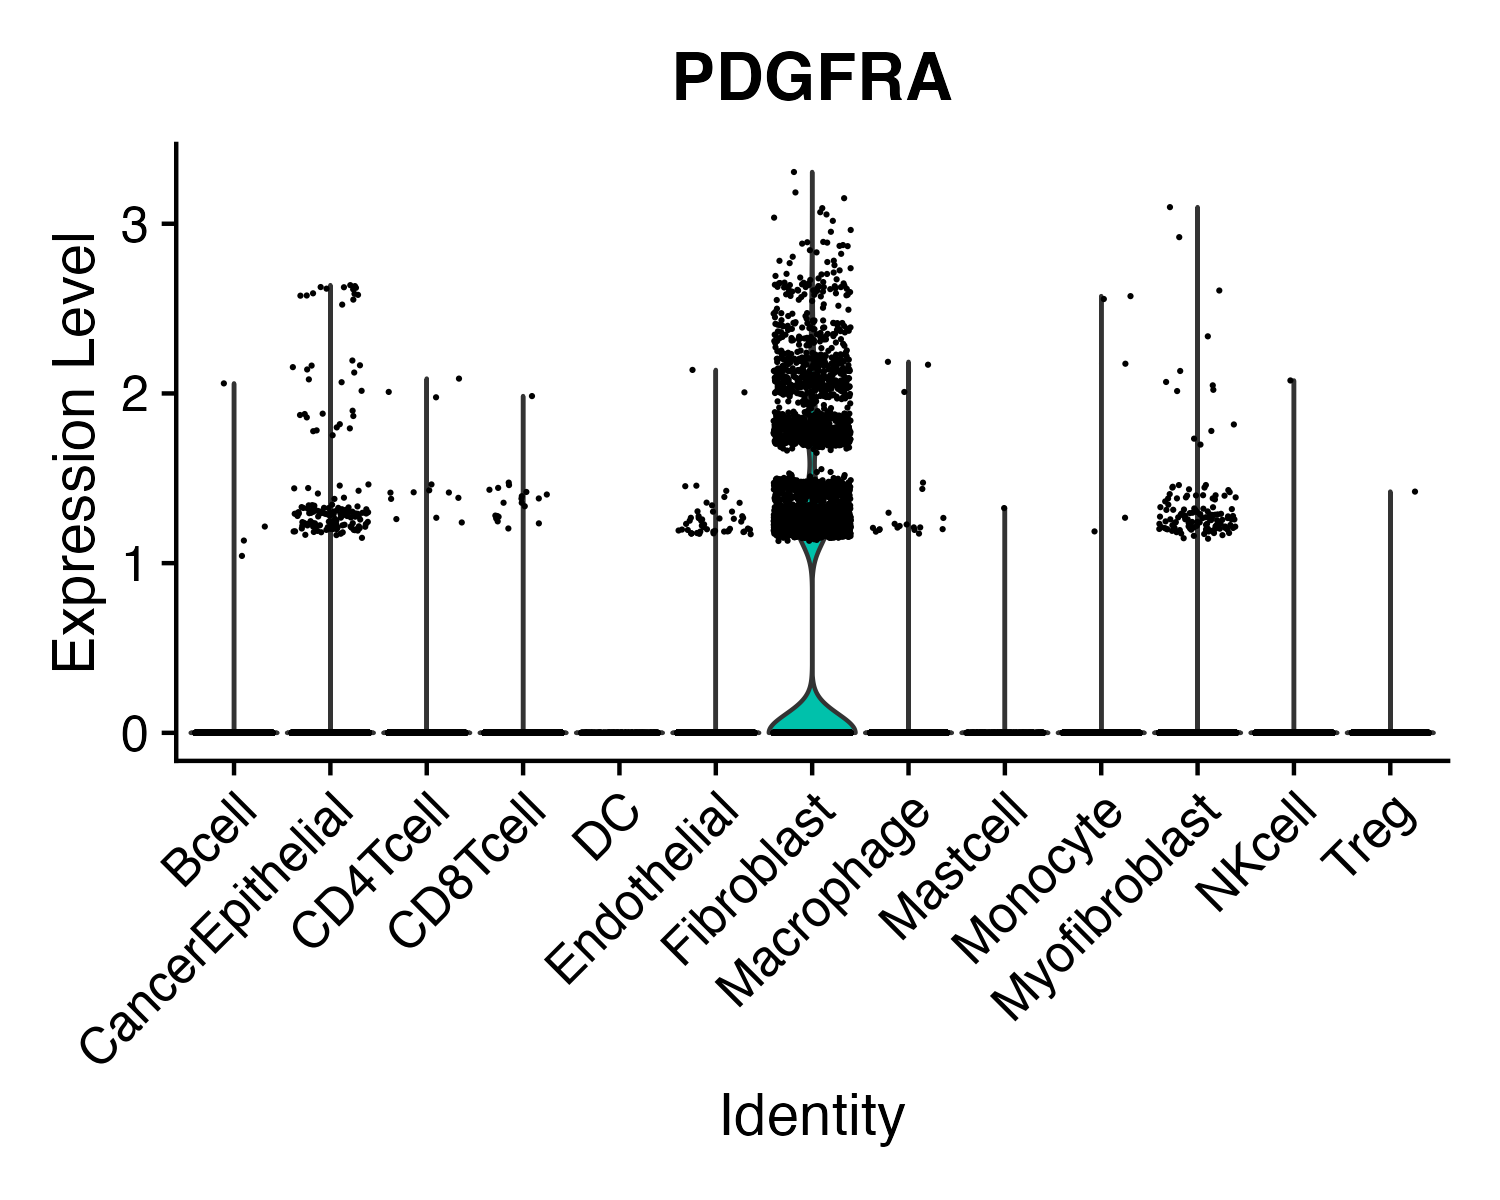 PDGFRA
Expression Level
3
2
1
0
Bcell
CancerEpithelial
CD4Tcell
CD8Tcell
DC
Endothelial
Fibroblast
Macrophage
Mastcell
Monocyte
Myofibroblast
NKcell
Treg
Identity